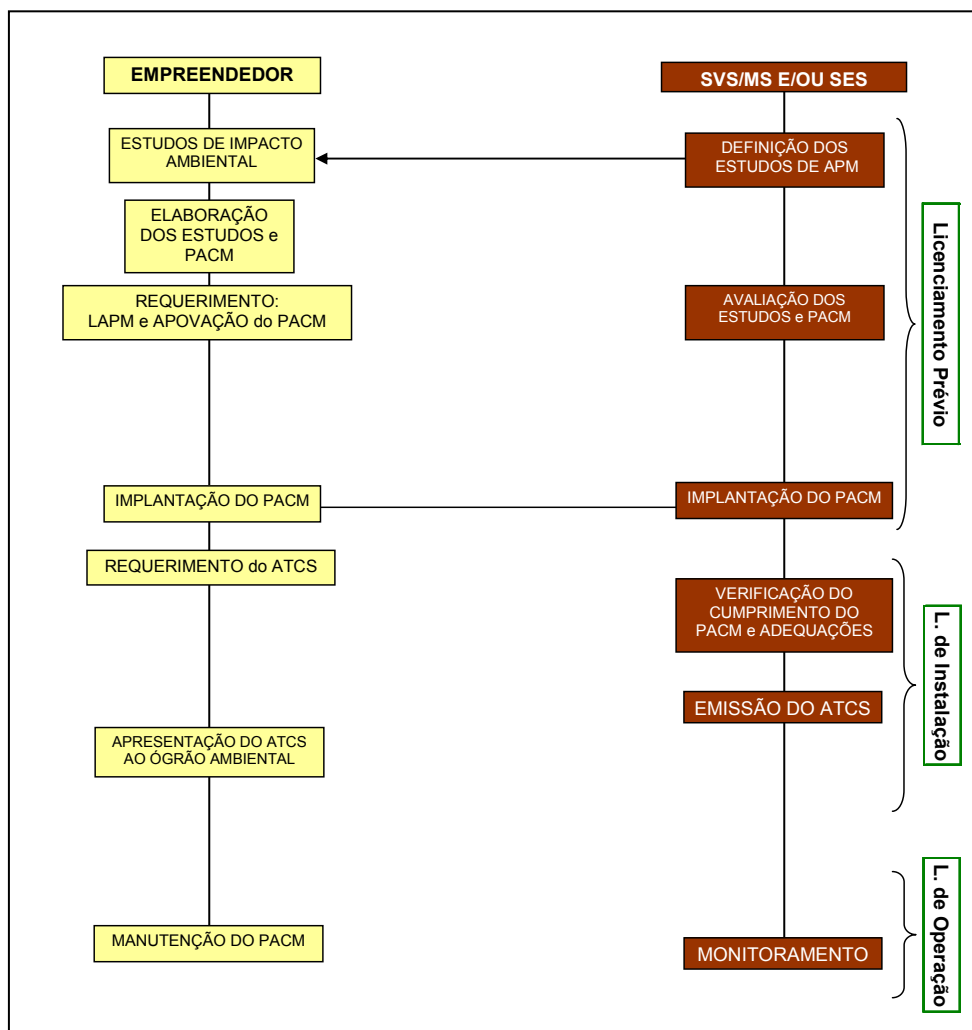 EMPREENDEDOR
ESTUDOS DE IMPACTO
AMBIENTAL
ELABORAÇÃO
DOS ESTUDOS e
PACM
REQUERIMENTO:
LAPM e APOVAÇÃO do PACM
IMPLANTAÇÃO DO PACM
REQUERIMENTO do ATCS
APRESENTAÇÃO DO ATCS
AO ÓGRÃO AMBIENTAL
MANUTENÇÃO DO PACM
SVS/MS E/OU SES
DEFINIÇÃO DOS
ESTUDOS DE APM
AVALIAÇÃO DOS
ESTUDOS e PACM
IMPLANTAÇÃO DO PACM
VERIFICAÇÃO DO
CUMPRIMENTO DO
PACM e ADEQUAÇÕES
EMISSÃO DO ATCS
MONITORAMENTO
Licenciamento Prévio
L. de Instalação
L. de Operação